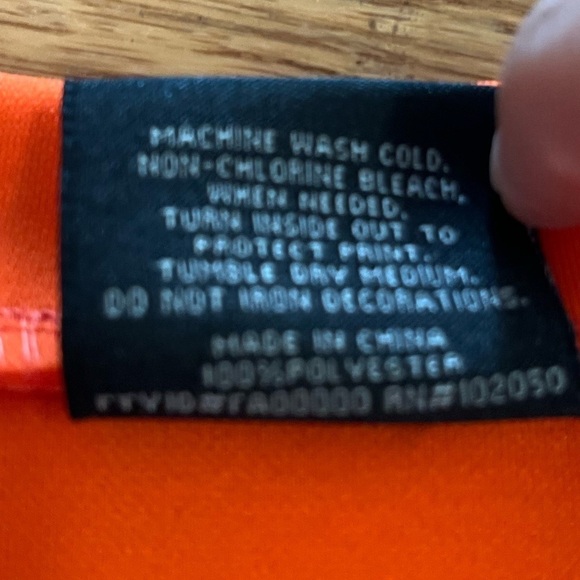 MACHINE WASH COLD.
NON-CHLORINE BLEACH,
WHEN NEEDED.
TURN INSIDE OUT TO
PROTECT PRINT.
TUMBLE DRY MEDIUM.
DO NOT IRON DECORATIONS.
MADE IN CHINA
100%POLYESTER
RN#102050